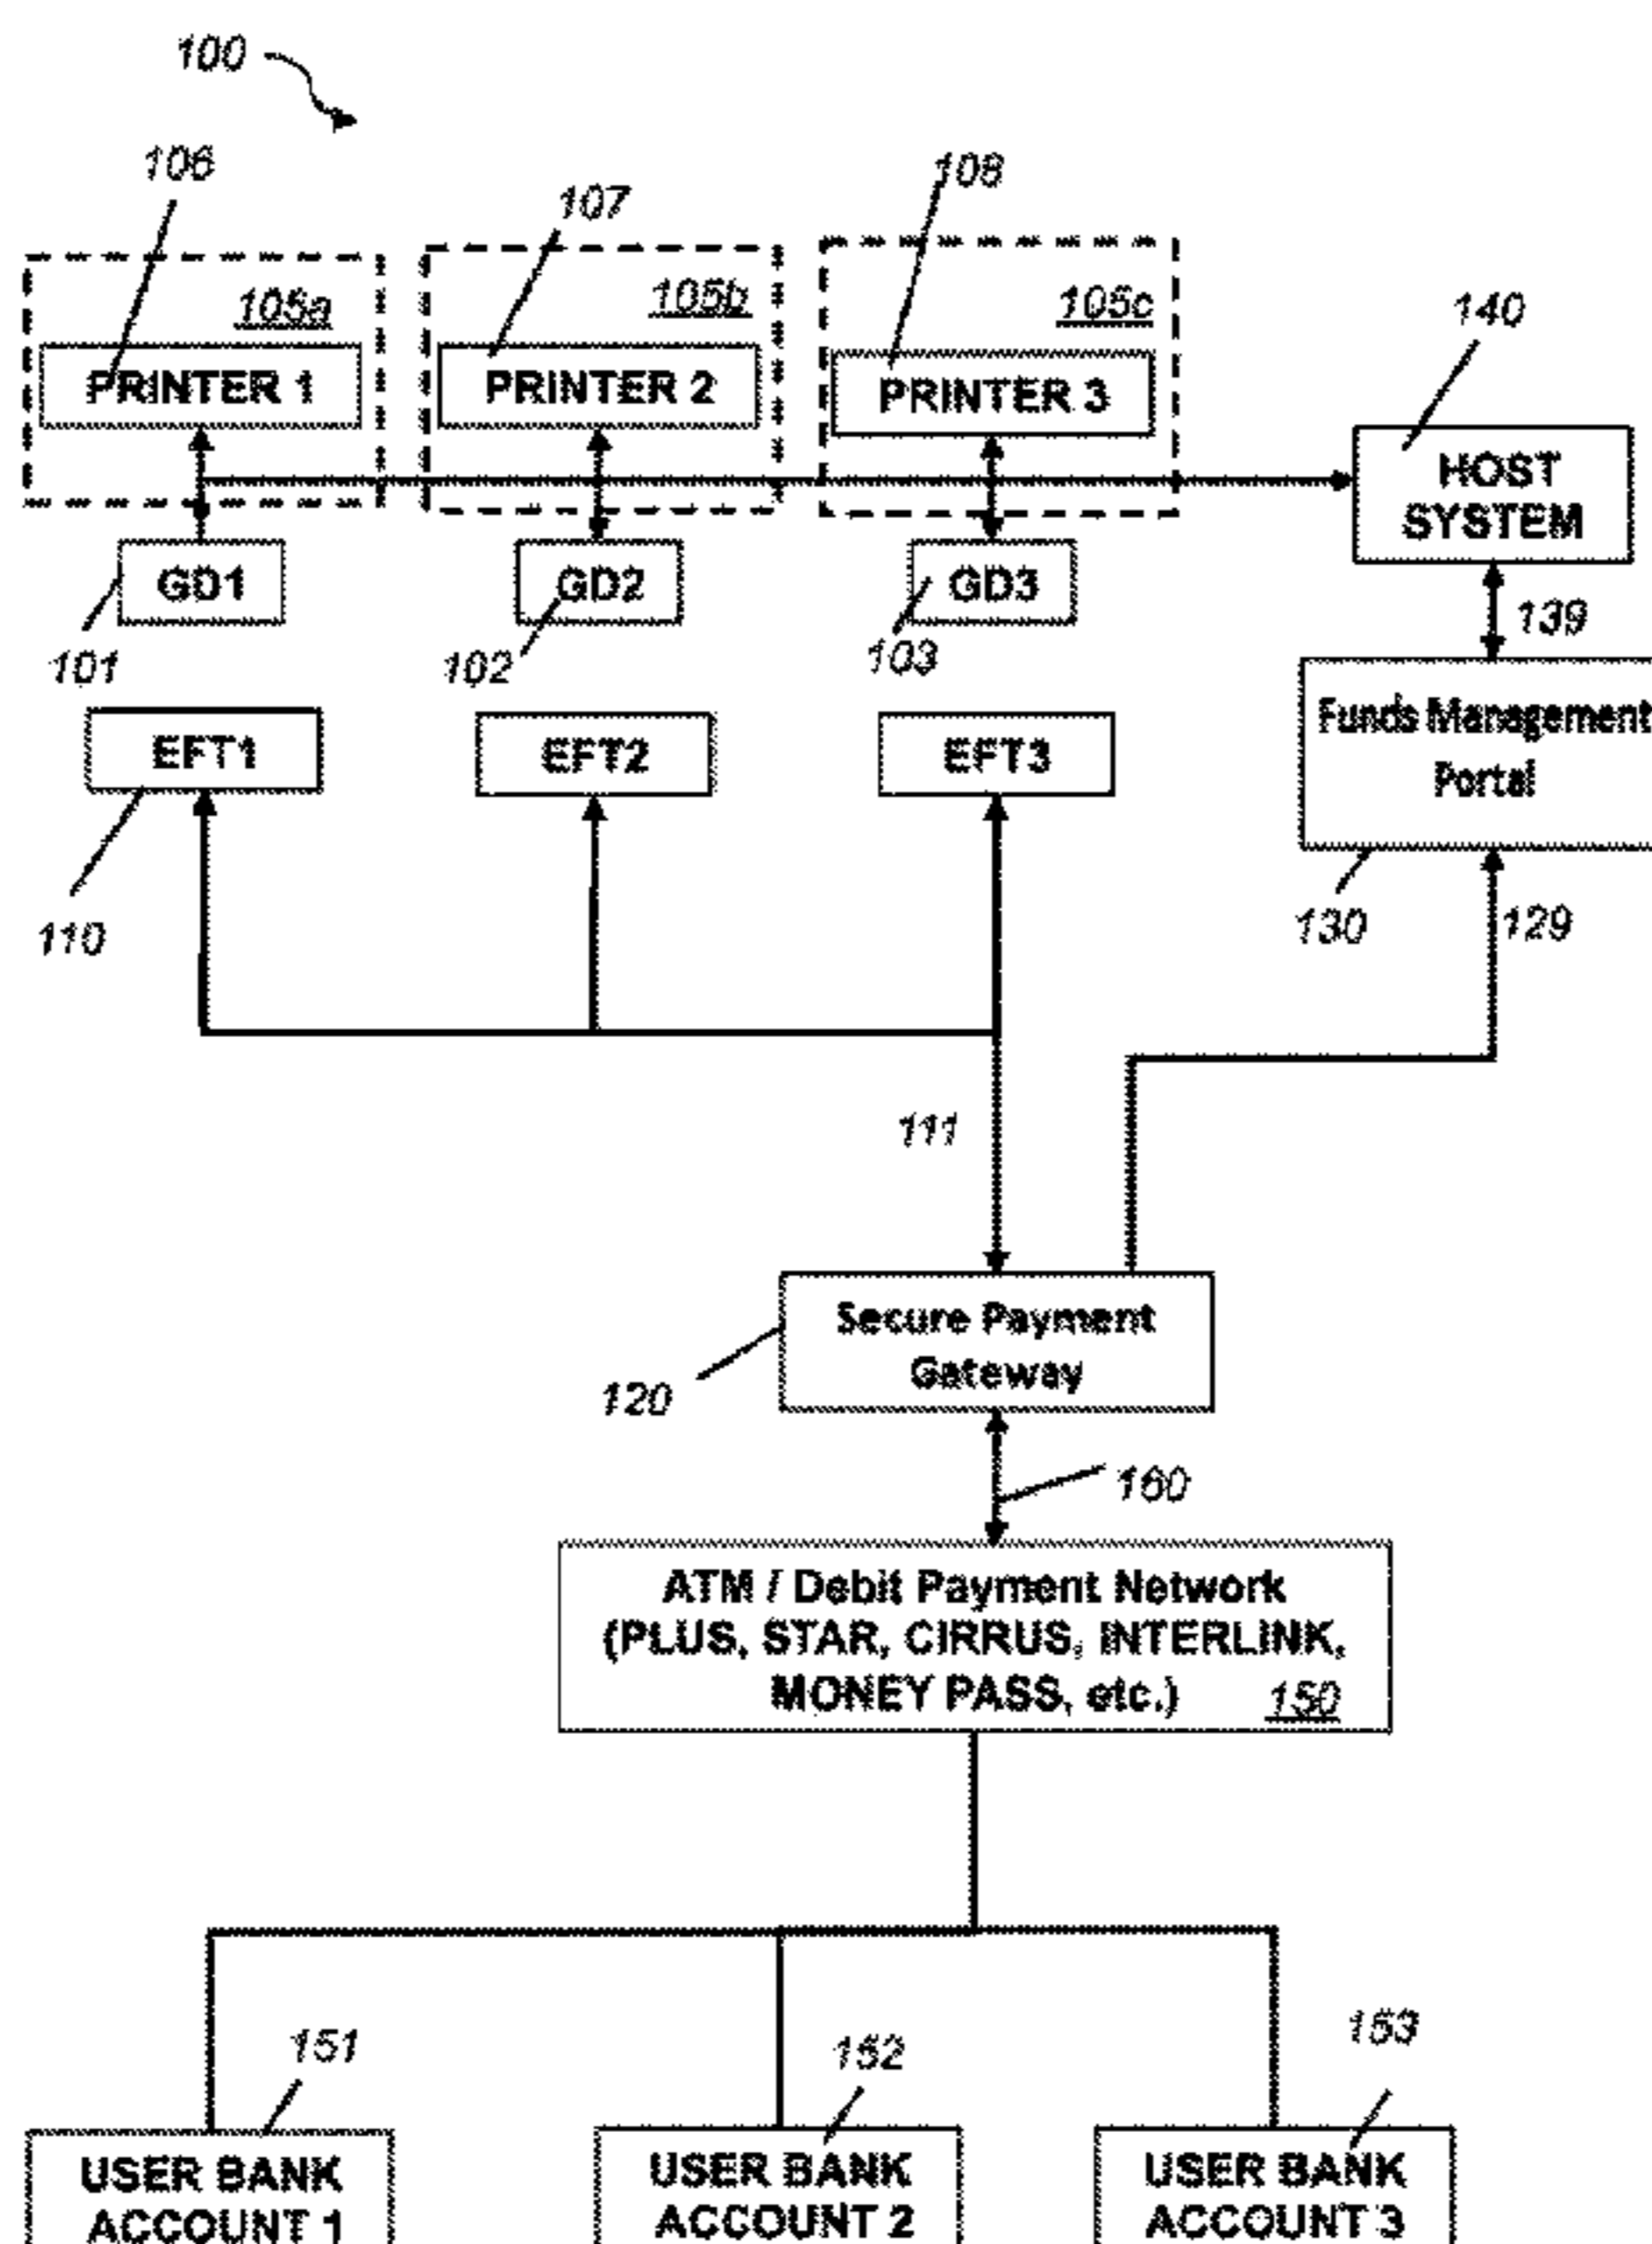 100
106
107
108
105a
105b
105c
140
PRINTER 1
PRINTER 2
PRINTER 3
HOST
SYSTEM
GD1
GD2
GD3
139
101
102
103
EFT1
EFT2
EFT3
Funds Management
Portal
110
130
129
111
Secure Payment
Gateway
120
160
ATM / Debit Payment Network
(PLUS, STAR, CIRRUS, INTERLINK,
MONEY PASS, etc.)
150
151
152
153
USER BANK
ACCOUNT 1
USER BANK
ACCOUNT 2
USER BANK
ACCOUNT 3